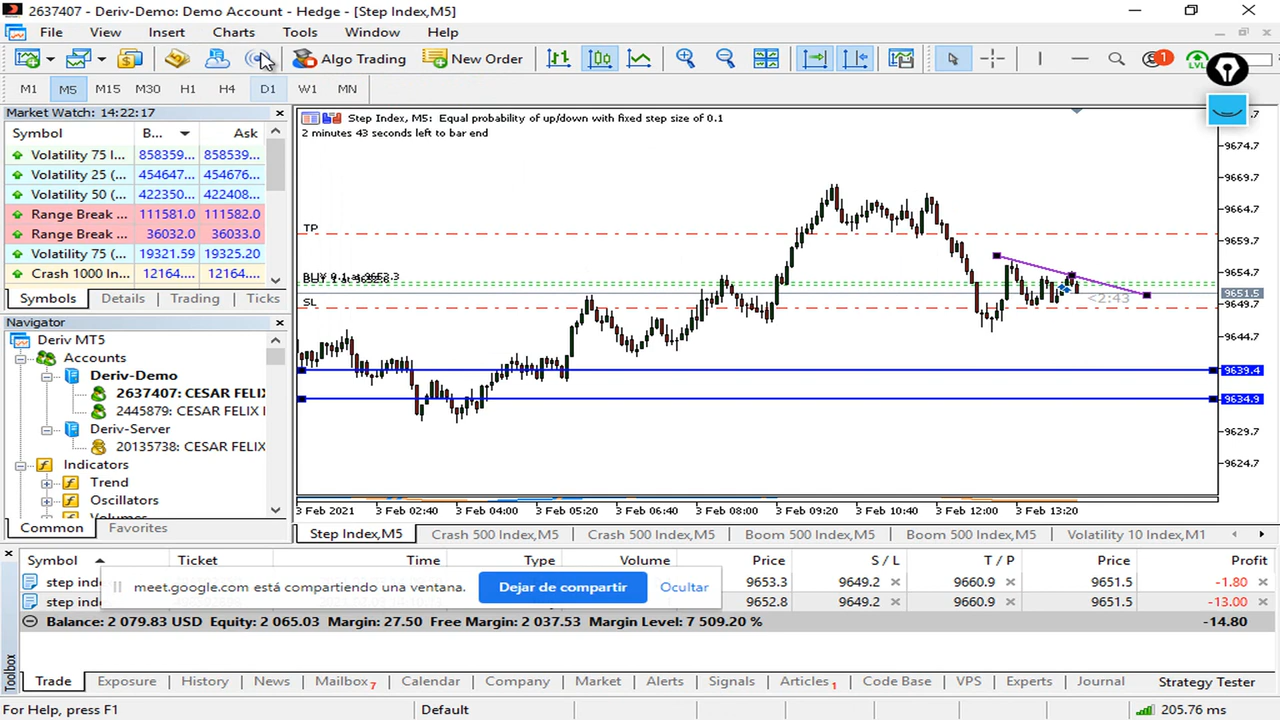 2637407 - Deriv-Demo: Demo Account - Hedge - [Step Index,M5]
File View Insert Charts Tools Window Help
Algo Trading New Order 1 LVL
M1 M5 M15 M30 H1 H4 D1 W1 MN
Market Watch: 14:22:17
Symbol B... Ask
Volatility 75 I... 858359... 858539...
Volatility 25 (... 454647... 454676...
Volatility 50 (... 422350... 422408...
Range Break ... 111581.0 111582.0
Range Break ... 36032.0 36033.0
Volatility 75 (... 19321.59 19325.20
Crash 1000 In... 12164.... 12164....
Symbols Details Trading Ticks
Navigator
Deriv MT5
Accounts
Deriv-Demo
2637407: CESAR FELIX
2445879: CESAR FELIX
Deriv-Server
20135738: CESAR FELIX
Indicators
Trend
Oscillators
Common Favorites
Step Index, M5: Equal probability of up/down with fixed step size of 0.1
2 minutes 43 seconds left to bar end
TP
BUY 0.1 at 9653.3
SL
<2:43
9674.7
9669.7
9664.7
9659.7
9654.7
9651.5
9649.7
9644.7
9639.4
9634.9
9629.7
9624.7
3 Feb 2021 3 Feb 02:40 3 Feb 04:00 3 Feb 05:20 3 Feb 06:40 3 Feb 08:00 3 Feb 09:20 3 Feb 10:40 3 Feb 12:00 3 Feb 13:20
Step Index,M5 Crash 500 Index,M5 Crash 500 Index,M5 Boom 500 Index,M5 Boom 500 Index,M5 Volatility 10 Index,M1
Symbol Ticket Time Type Volume Price S / L T / P Price Profit
step inde 9653.3 9649.2 9660.9 9651.5 -1.80
step inde 9652.8 9649.2 9660.9 9651.5 -13.00
meet.google.com está compartiendo una ventana. Dejar de compartir Ocultar
Balance: 2 079.83 USD Equity: 2 065.03 Margin: 27.50 Free Margin: 2 037.53 Margin Level: 7 509.20 % -14.80
Toolbox
Trade Exposure History News Mailbox 7 Calendar Company Market Alerts Signals Articles 1 Code Base VPS Experts Journal Strategy Tester
For Help, press F1 Default 205.76 ms